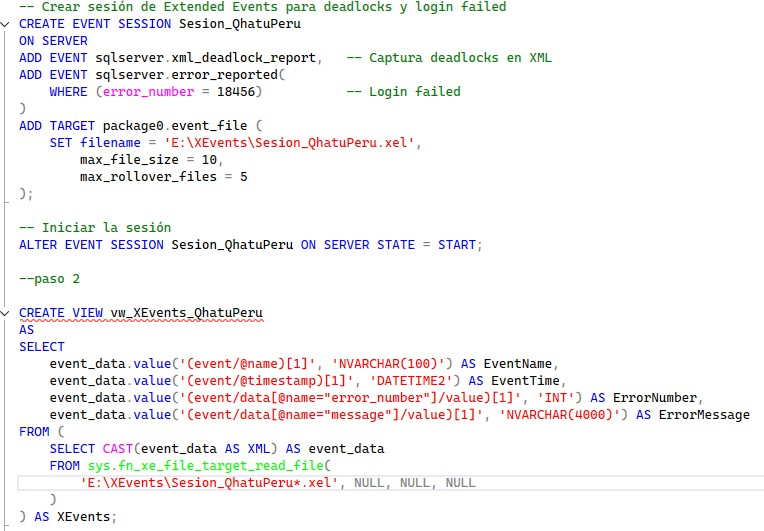 -- Crear sesión de Extended Events para deadlocks y login failed
CREATE EVENT SESSION Sesion_QhatuPeru
ON SERVER
ADD EVENT sqlserver.xml_deadlock_report,   -- Captura deadlocks en XML
ADD EVENT sqlserver.error_reported(
    WHERE (error_number = 18456)           -- Login failed
)
ADD TARGET package0.event_file (
    SET filename = 'E:\XEvents\Sesion_QhatuPeru.xel',
        max_file_size = 10,
        max_rollover_files = 5
);
-- Iniciar la sesión
ALTER EVENT SESSION Sesion_QhatuPeru ON SERVER STATE = START;
--paso 2
CREATE VIEW vw_XEvents_QhatuPeru
AS
SELECT
    event_data.value('(event/@name)[1]', 'NVARCHAR(100)') AS EventName,
    event_data.value('(event/@timestamp)[1]', 'DATETIME2') AS EventTime,
    event_data.value('(event/data[@name="error_number"]/value)[1]', 'INT') AS ErrorNumber,
    event_data.value('(event/data[@name="message"]/value)[1]', 'NVARCHAR(4000)') AS ErrorMessage
FROM (
    SELECT CAST(event_data AS XML) AS event_data
    FROM sys.fn_xe_file_target_read_file(
        'E:\XEvents\Sesion_QhatuPeru*.xel', NULL, NULL, NULL
    )
) AS XEvents;